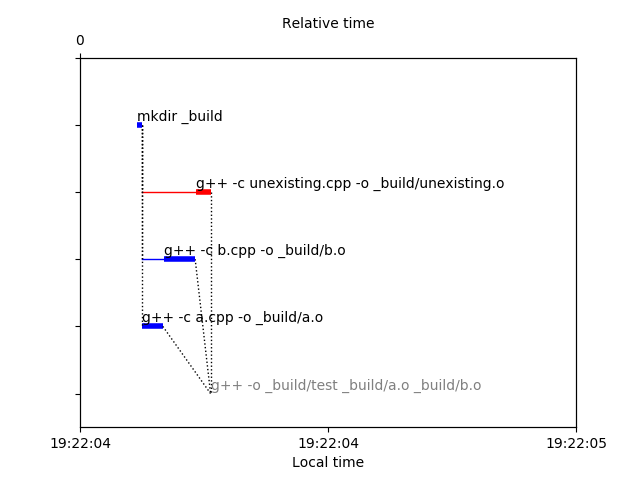 Relative time
0
mkdir _build
g++ -c unexisting.cpp -o _build/unexisting.o
g++ -c b.cpp -o _build/b.o
g++ -c a.cpp -o _build/a.o
g++ -o _build/test _build/a.o _build/b.o
19:22:04 19:22:04 19:22:05
Local time